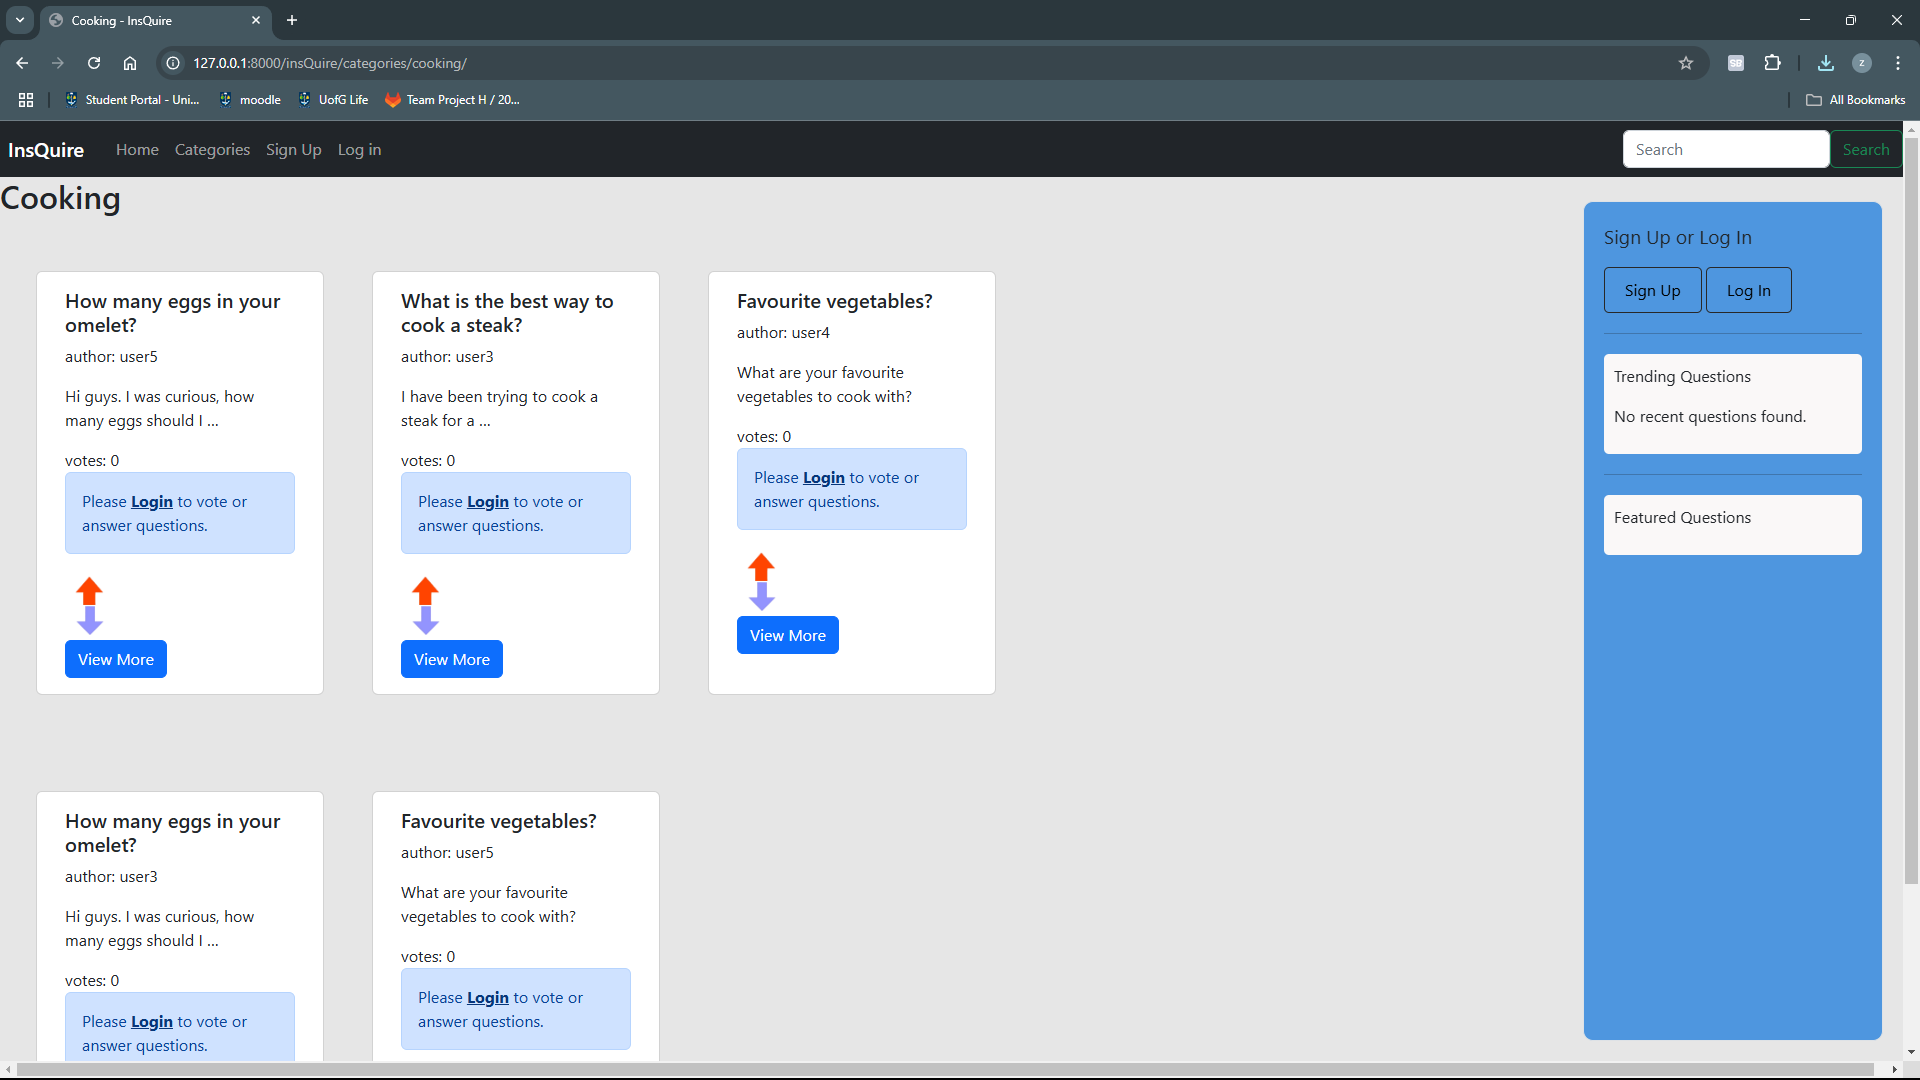 Cooking - InsQuire
127.0.0.1:8000/insQuire/categories/cooking/
SB
z
Student Portal - Uni...
moodle
UofG Life
Team Project H / 20...
All Bookmarks
InsQuire
Home
Categories
Sign Up
Log in
Search
Search
Cooking
How many eggs in your
omelet?
author: user5
Hi guys. I was curious, how
many eggs should I ...
votes: 0
Please Login to vote or
answer questions.
View More
What is the best way to
cook a steak?
author: user3
I have been trying to cook a
steak for a ...
votes: 0
Please Login to vote or
answer questions.
View More
Favourite vegetables?
author: user4
What are your favourite
vegetables to cook with?
votes: 0
Please Login to vote or
answer questions.
View More
How many eggs in your
omelet?
author: user3
Hi guys. I was curious, how
many eggs should I ...
votes: 0
Please Login to vote or
answer questions.
Favourite vegetables?
author: user5
What are your favourite
vegetables to cook with?
votes: 0
Please Login to vote or
answer questions.
Sign Up or Log In
Sign Up
Log In
Trending Questions
No recent questions found.
Featured Questions